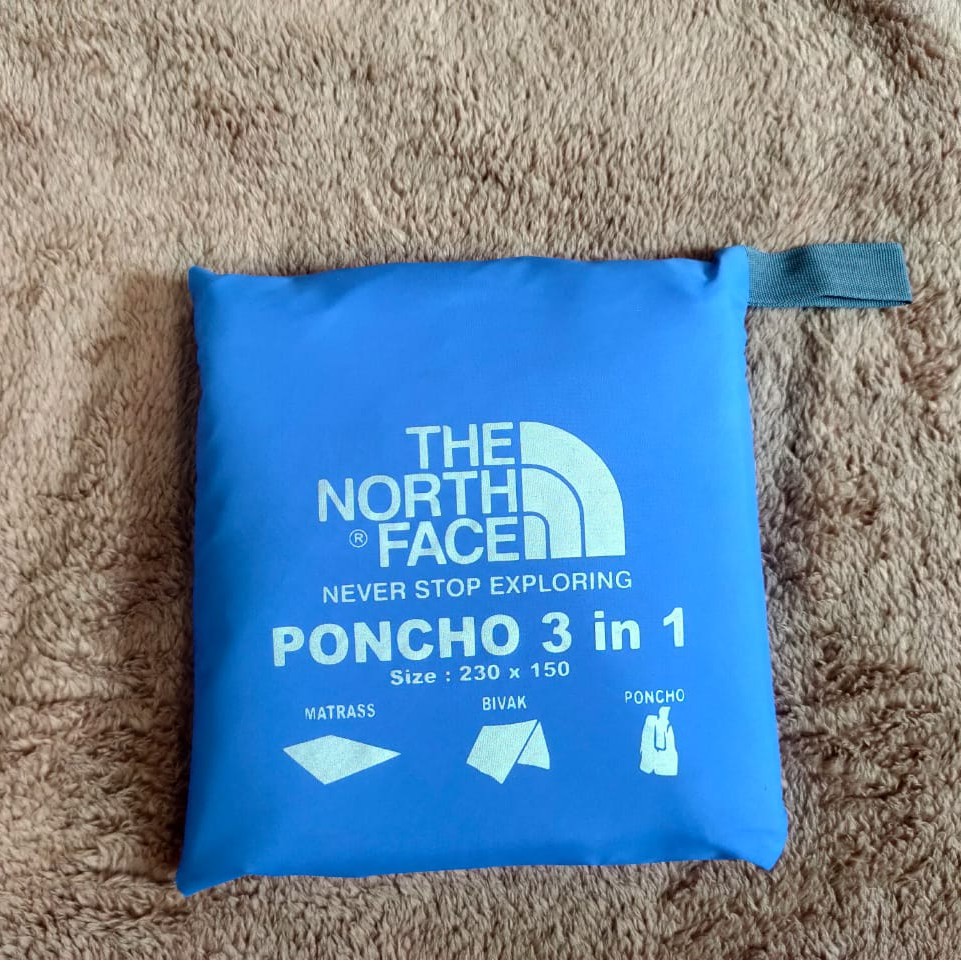 THE
NORTH
® FACE
NEVER STOP EXPLORING
PONCHO 3 in 1
Size : 230 x 150
MATRASS
BIVAK
PONCHO